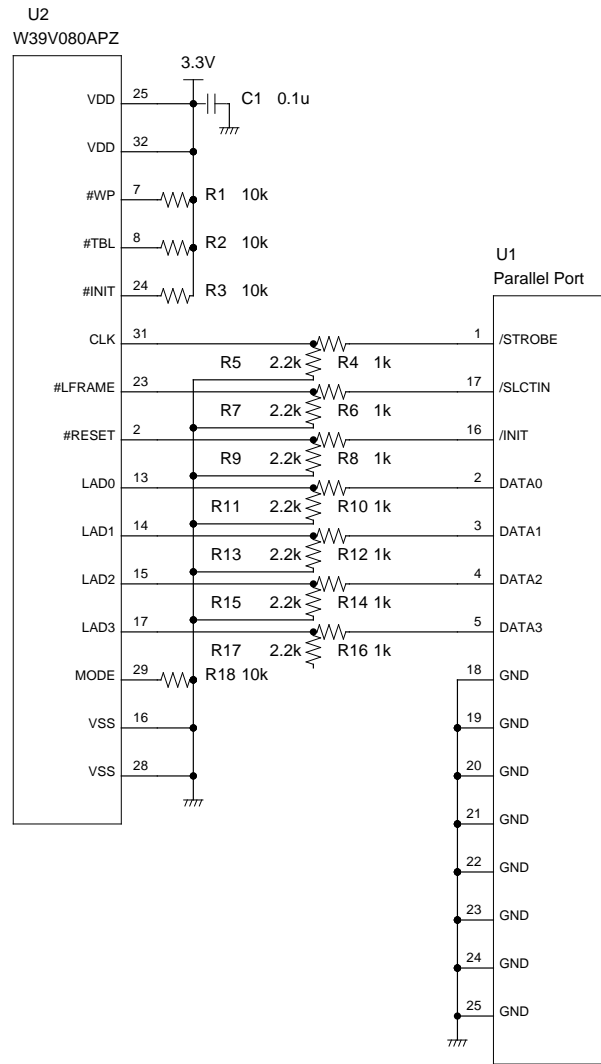 U2
W39V080APZ
3.3V
VDD 25
C1 0.1u
VDD 32
#WP 7 R1 10k
#TBL 8 R2 10k
#INIT 24 R3 10k
U1
Parallel Port
CLK 31 1 /STROBE
R5 2.2k R4 1k
#LFRAME 23 17 /SLCTIN
R7 2.2k R6 1k
#RESET 2 16 /INIT
R9 2.2k R8 1k
LAD0 13 2 DATA0
R11 2.2k R10 1k
LAD1 14 3 DATA1
R13 2.2k R12 1k
LAD2 15 4 DATA2
R15 2.2k R14 1k
LAD3 17 5 DATA3
R17 2.2k R16 1k
MODE 29 R18 10k 18 GND
VSS 16 19 GND
VSS 28 20 GND
21 GND
22 GND
23 GND
24 GND
25 GND